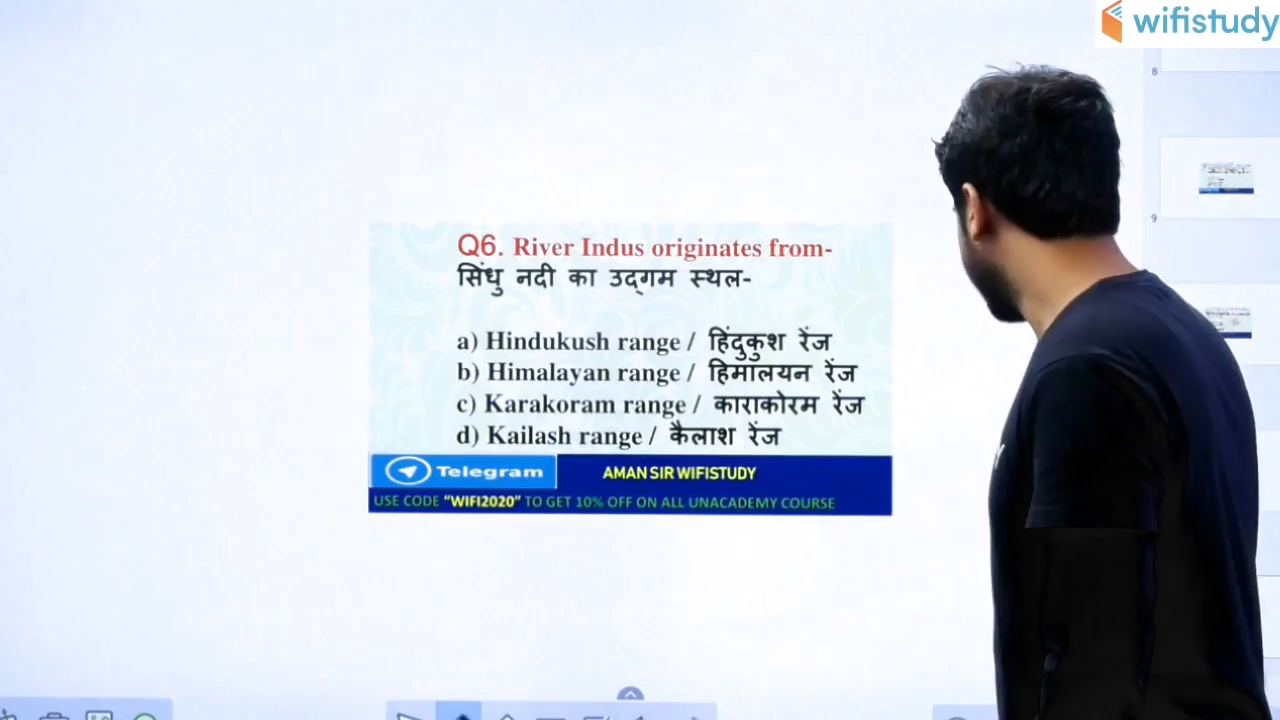 wifistudy
8
9
Q6. River Indus originates from-
सिंधु नदी का उद्गम स्थल-
a) Hindukush range / हिंदुकुश रेंज
b) Himalayan range / हिमालयन रेंज
c) Karakoram range / काराकोरम रेंज
d) Kailash range / कैलाश रेंज
Telegram
AMAN SIR WIFISTUDY
USE CODE “WIFI2020” TO GET 10% OFF ON ALL UNACADEMY COURSE